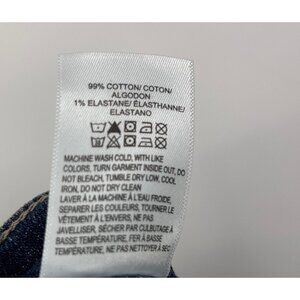 99% COTTON/ COTON/
ALGODON
1% ELASTANE/ ÉLASTHANNE/
ELASTANO
MACHINE WASH COLD, WITH LIKE
COLORS, TURN GARMENT INSIDE OUT, DO
NOT BLEACH, TUMBLE DRY LOW, COOL
IRON, DO NOT DRY CLEAN
LAVER À LA MACHINE À L'EAU FROIDE,
SÉPARER LES COULEURS, TOURNER LE
VÊTEMENT À L'ENVERS, NE PAS
JAVELLISER, SÉCHER PAR CULBUTAGE À
BASSE TEMPÉRATURE, FER À BASSE
TEMPÉRATURE, NE PAS NETTOYER À SEC